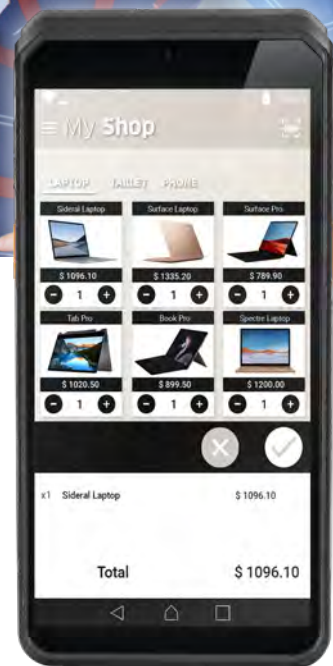 My Shop
LAPTOP TABLET PHONE
Sideral Laptop Surface Laptop Surface Pro
$ 1096.10 $ 1335.20 $ 789.90
1 1 1
Tab Pro Book Pro Spectre Laptop
$ 1020.50 $ 899.50 $ 1200.00
1 1 1
x1 Sideral Laptop $ 1096.10
Total $ 1096.10